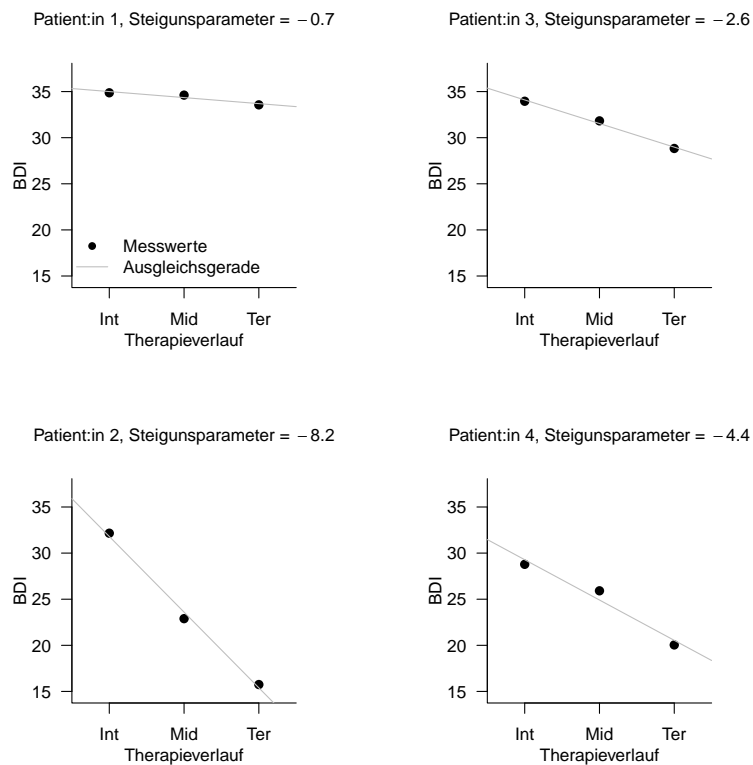 Patient:in 1, Steigunsparameter = −0.7
35
30
25
20
15
BDI
Messwerte
Ausgleichsgerade
Int Mid Ter
Therapieverlauf
Patient:in 3, Steigunsparameter = −2.6
35
30
25
20
15
BDI
Int Mid Ter
Therapieverlauf
Patient:in 2, Steigunsparameter = −8.2
35
30
25
20
15
BDI
Int Mid Ter
Therapieverlauf
Patient:in 4, Steigunsparameter = −4.4
35
30
25
20
15
BDI
Int Mid Ter
Therapieverlauf